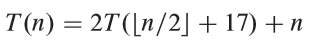 T(n) = 2T(⌊n/2⌋ + 17) + n